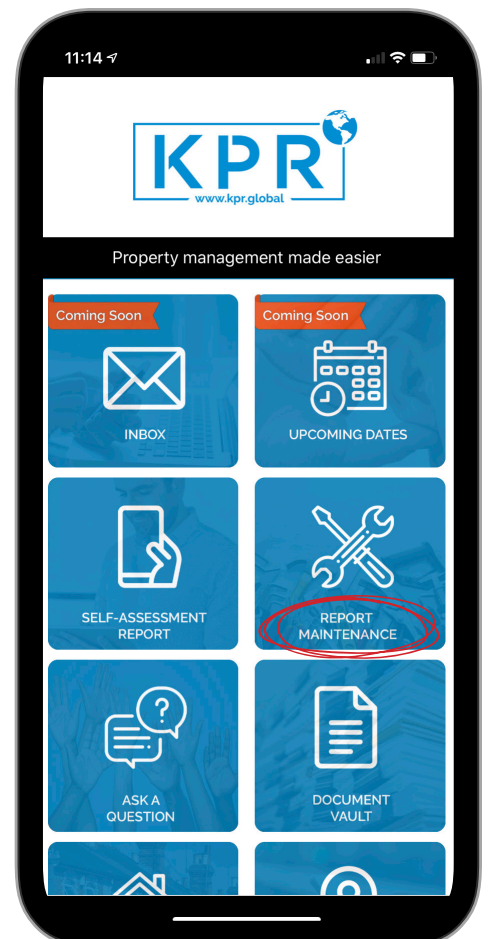 11:14
KPR
www.kpr.global
Property management made easier
Coming Soon
Coming Soon
INBOX
UPCOMING DATES
SELF-ASSESSMENT
REPORT
REPORT
MAINTENANCE
?
ASK A
QUESTION
DOCUMENT
VAULT